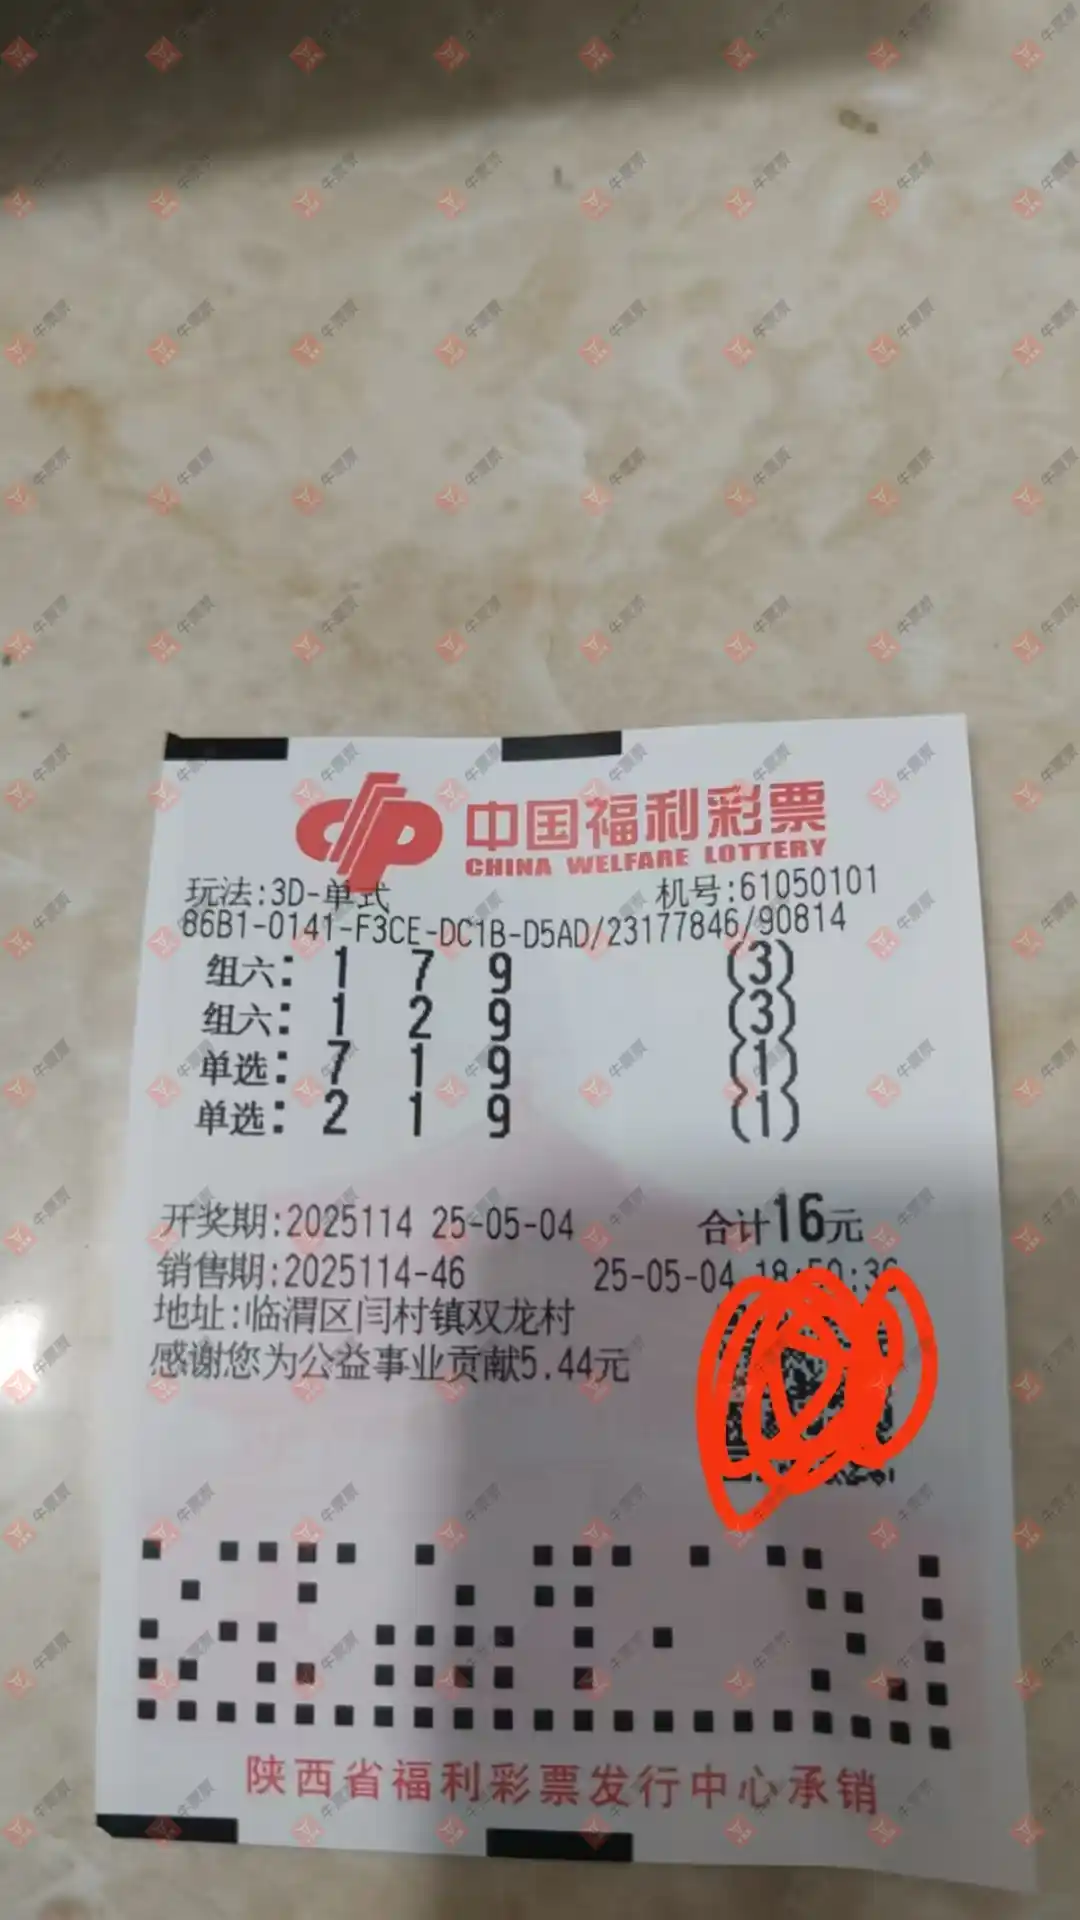 中国福利彩票
CHINA WELFARE LOTTERY
玩法:3D-单式 机号:61050101
86B1-0141-F3CE-DC1B-D5AD/23177846/90814
组六: 1 7 9 (3)
组六: 1 2 9 (3)
单选: 7 1 9 (1)
单选: 2 1 9 (1)
开奖期:2025114 25-05-04 合计16元
销售期:2025114-46 25-05-04 18:50:36
地址:临渭区闫村镇双龙村
感谢您为公益事业贡献5.44元
陕西省福利彩票发行中心承销